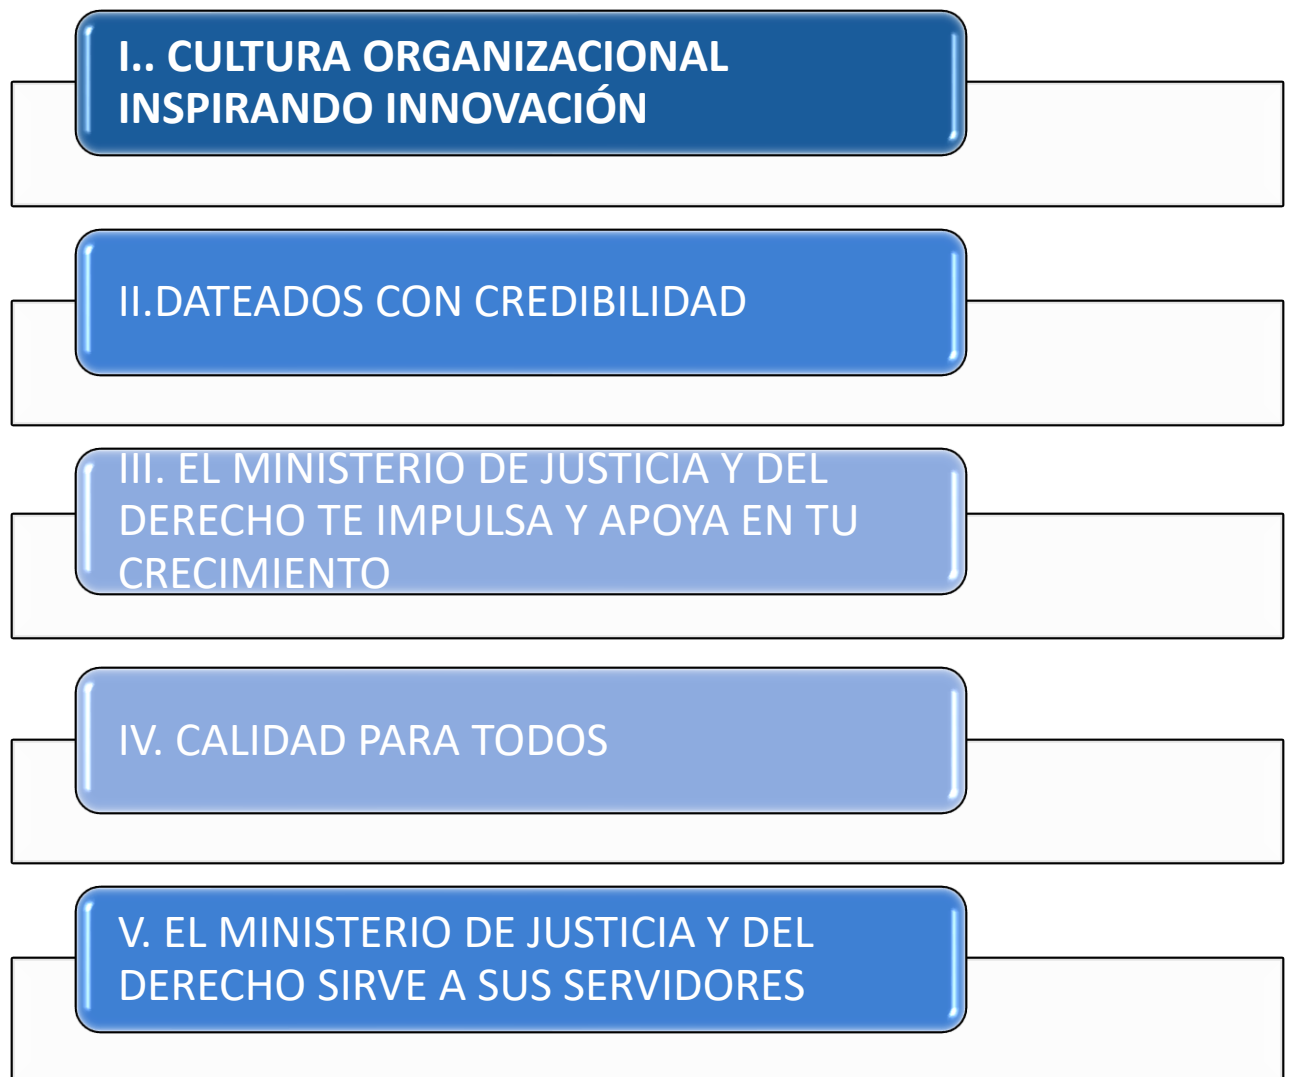 I.. CULTURA ORGANIZACIONAL
INSPIRANDO INNOVACIÓN
II.DATEADOS CON CREDIBILIDAD
III. EL MINISTERIO DE JUSTICIA Y DEL
DERECHO TE IMPULSA Y APOYA EN TU
CRECIMIENTO
IV. CALIDAD PARA TODOS
V. EL MINISTERIO DE JUSTICIA Y DEL
DERECHO SIRVE A SUS SERVIDORES